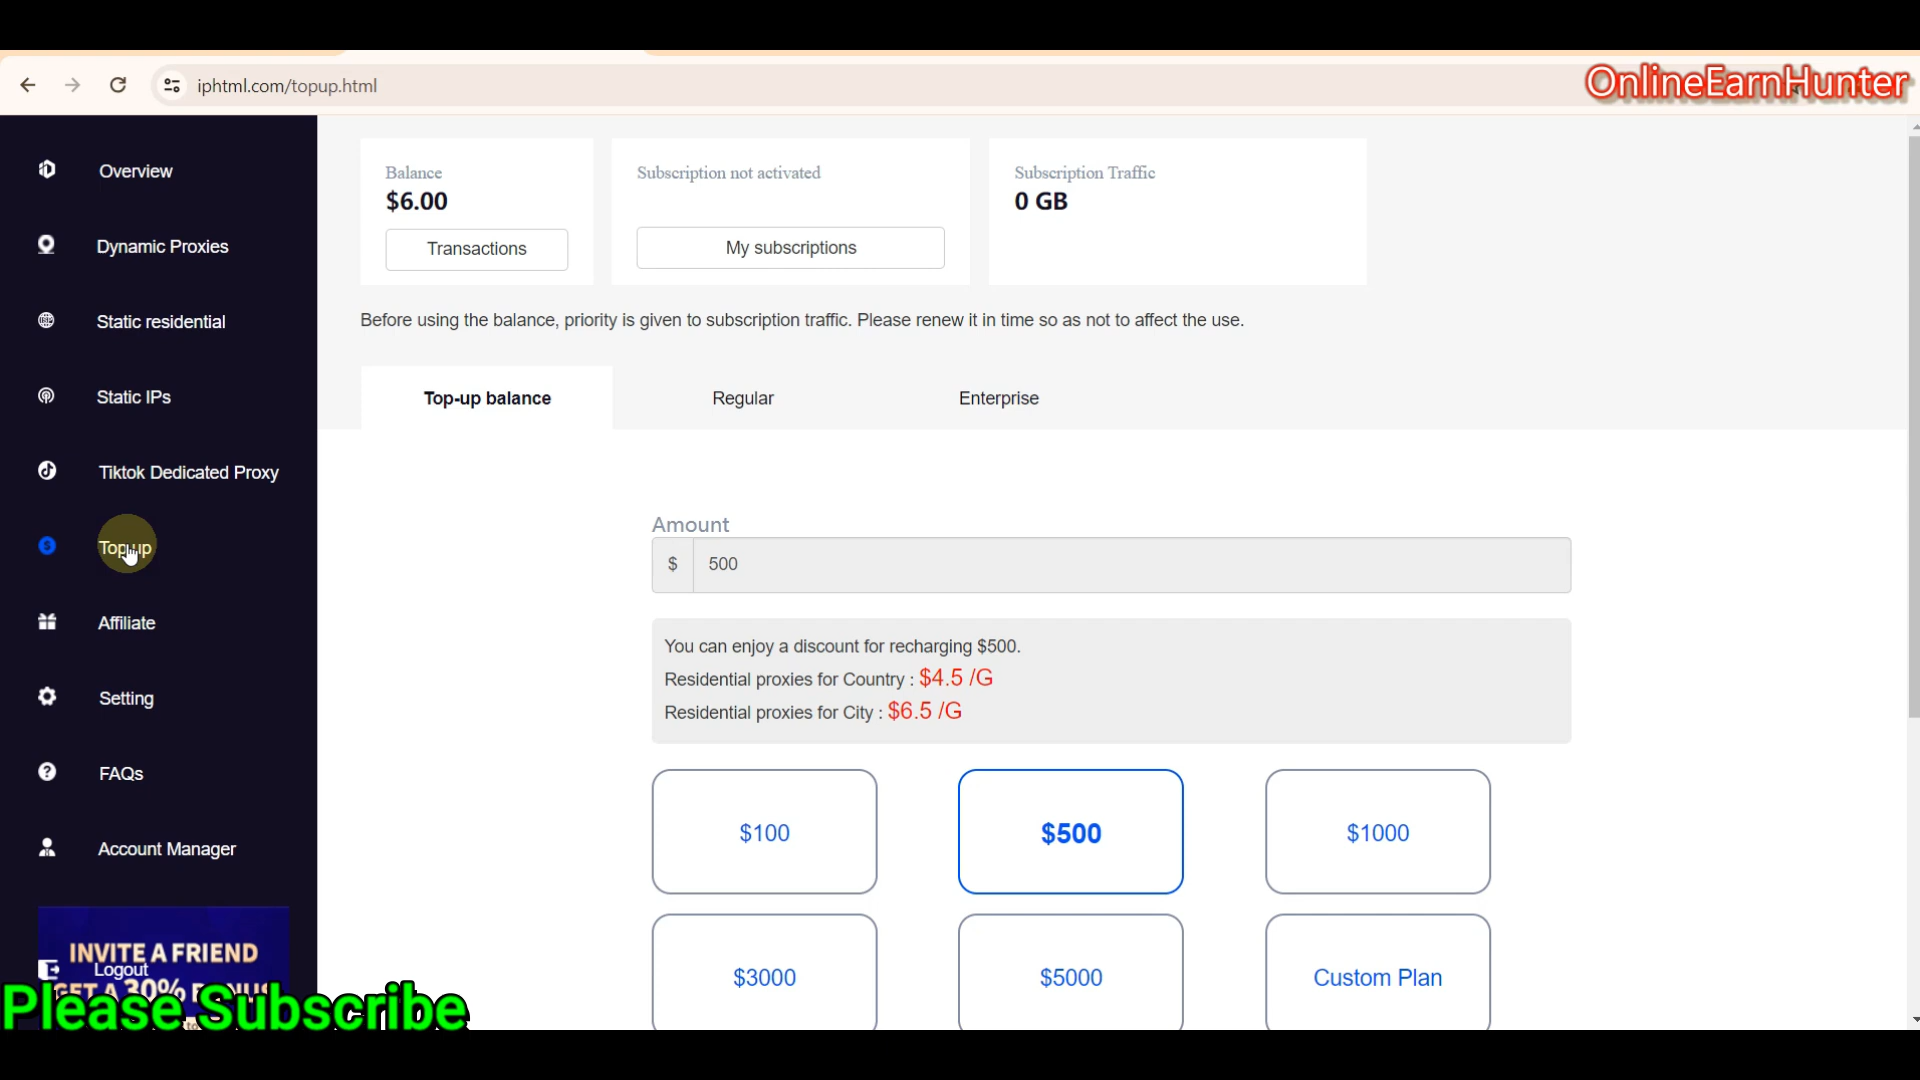 iphtml.com/topup.html
OnlineEarnHunter
Overview
Dynamic Proxies
Static residential
Static IPs
Tiktok Dedicated Proxy
Topup
Affiliate
Setting
FAQs
Account Manager
INVITE A FRIEND
Logout
GET A 30% BONUS
Please Subscribe
Balance
$6.00
Transactions
Subscription not activated
My subscriptions
Subscription Traffic
0 GB
Before using the balance, priority is given to subscription traffic. Please renew it in time so as not to affect the use.
Top-up balance
Regular
Enterprise
Amount
$ 500
You can enjoy a discount for recharging $500.
Residential proxies for Country : $4.5 /G
Residential proxies for City : $6.5 /G
$100
$500
$1000
$3000
$5000
Custom Plan